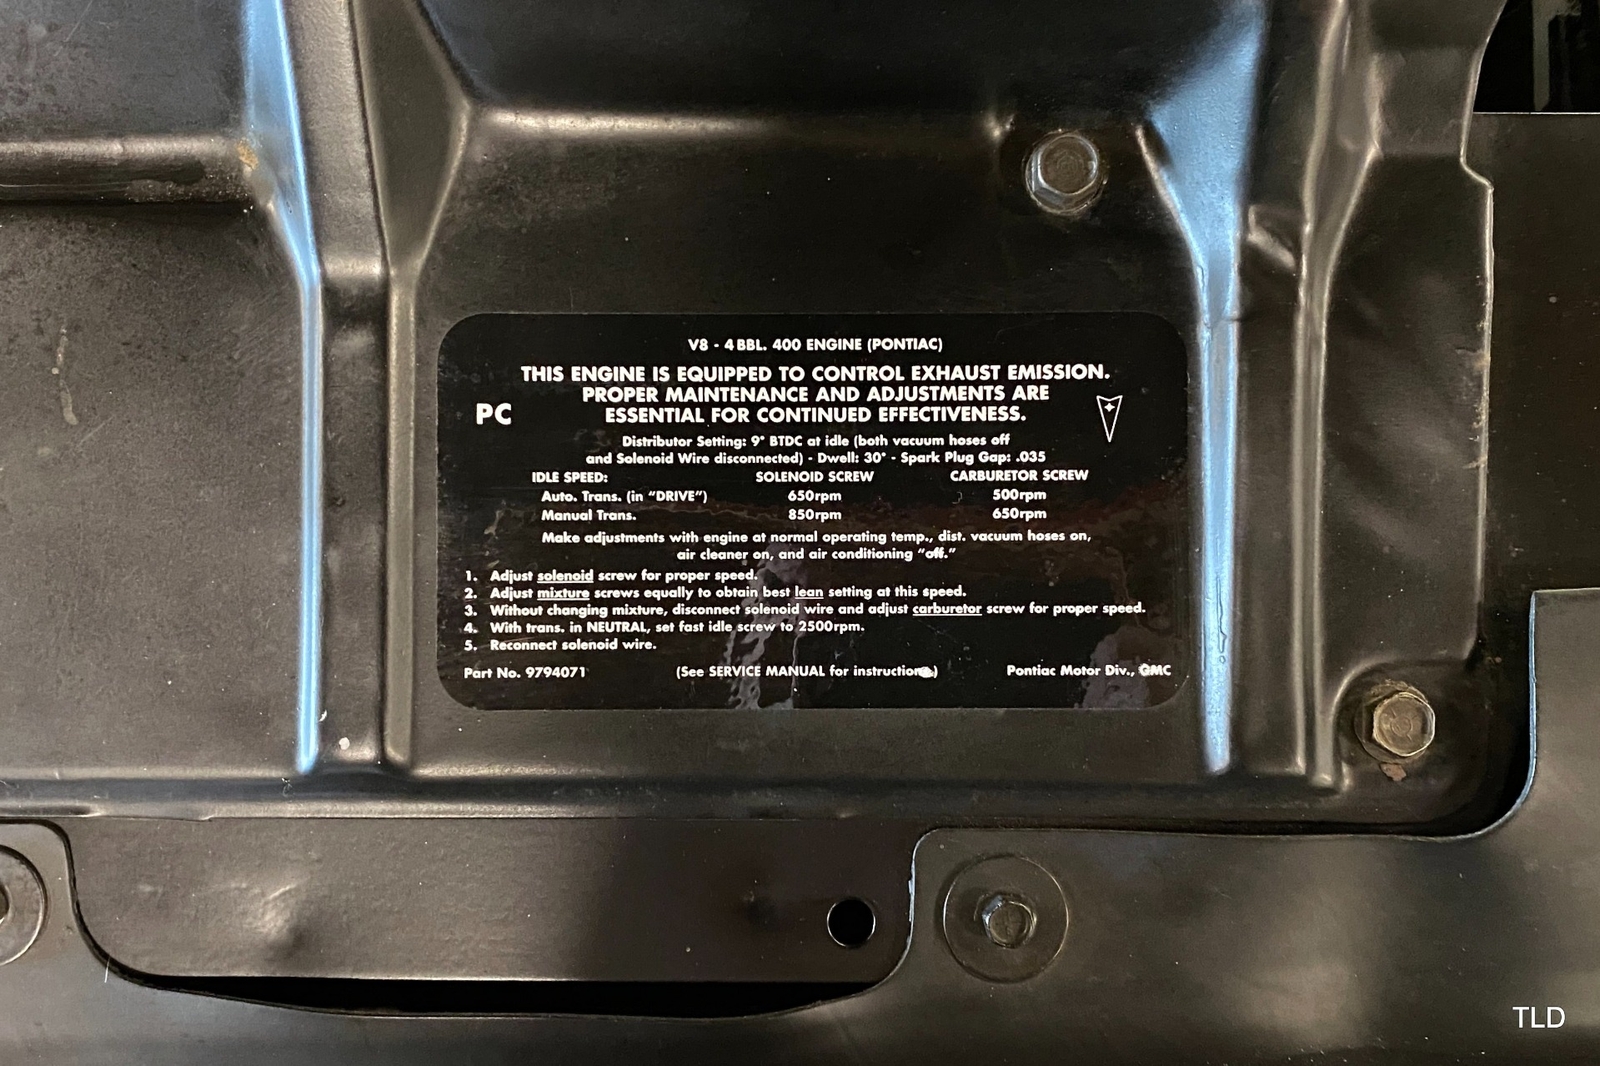 V8 - 4 BBL. 400 ENGINE (PONTIAC)
THIS ENGINE IS EQUIPPED TO CONTROL EXHAUST EMISSION.
PROPER MAINTENANCE AND ADJUSTMENTS ARE
PC ESSENTIAL FOR CONTINUED EFFECTIVENESS.
Distributor Setting: 9° BTDC at idle (both vacuum hoses off
and Solenoid Wire disconnected) - Dwell: 30° - Spark Plug Gap: .035
IDLE SPEED: SOLENOID SCREW CARBURETOR SCREW
Auto. Trans. (in "DRIVE") 650rpm 500rpm
Manual Trans. 850rpm 650rpm
Make adjustments with engine at normal operating temp., dist. vacuum hoses on,
air cleaner on, and air conditioning "off."
1. Adjust solenoid screw for proper speed.
2. Adjust mixture screws equally to obtain best lean setting at this speed.
3. Without changing mixture, disconnect solenoid wire and adjust carburetor screw for proper speed.
4. With trans. in NEUTRAL, set fast idle screw to 2500rpm.
5. Reconnect solenoid wire.
Part No. 9794071 (See SERVICE MANUAL for instructions) Pontiac Motor Div., GMC
TLD